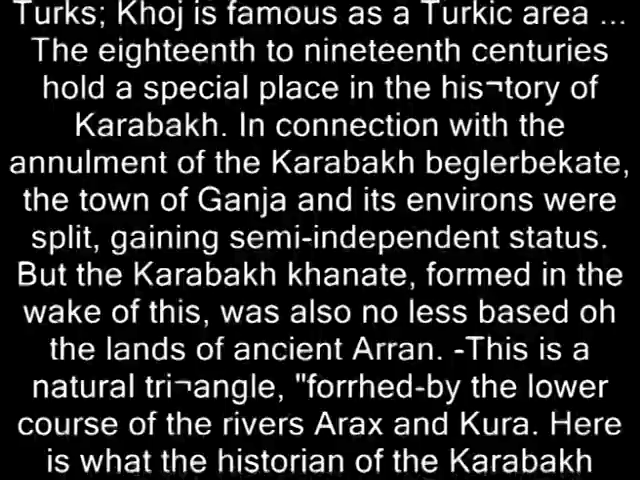 Turks; Khoj is famous as a Turkic area ...
The eighteenth to nineteenth centuries
hold a special place in the his¬tory of
Karabakh. In connection with the
annulment of the Karabakh beglerbekate,
the town of Ganja and its environs were
split, gaining semi-independent status.
But the Karabakh khanate, formed in the
wake of this, was also no less based oh
the lands of ancient Arran. -This is a
natural tri¬angle, "forrhed-by the lower
course of the rivers Arax and Kura. Here
is what the historian of the Karabakh